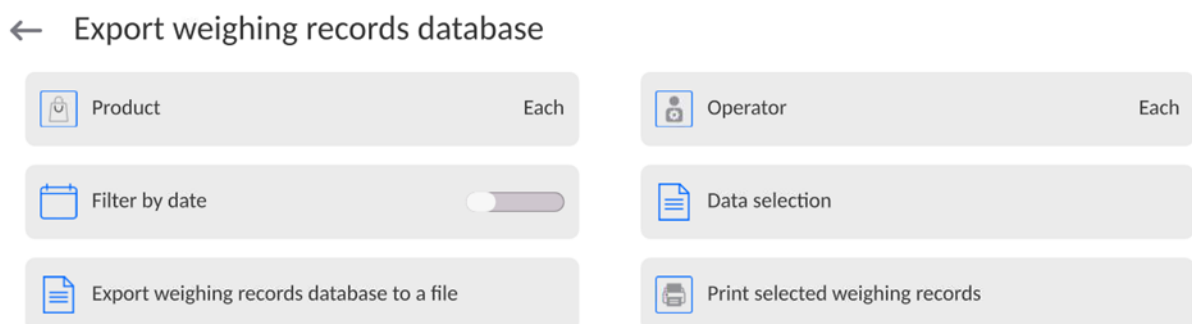 Export weighing records database
Product Each
Operator Each
Filter by date
Data selection
Export weighing records database to a file
Print selected weighing records